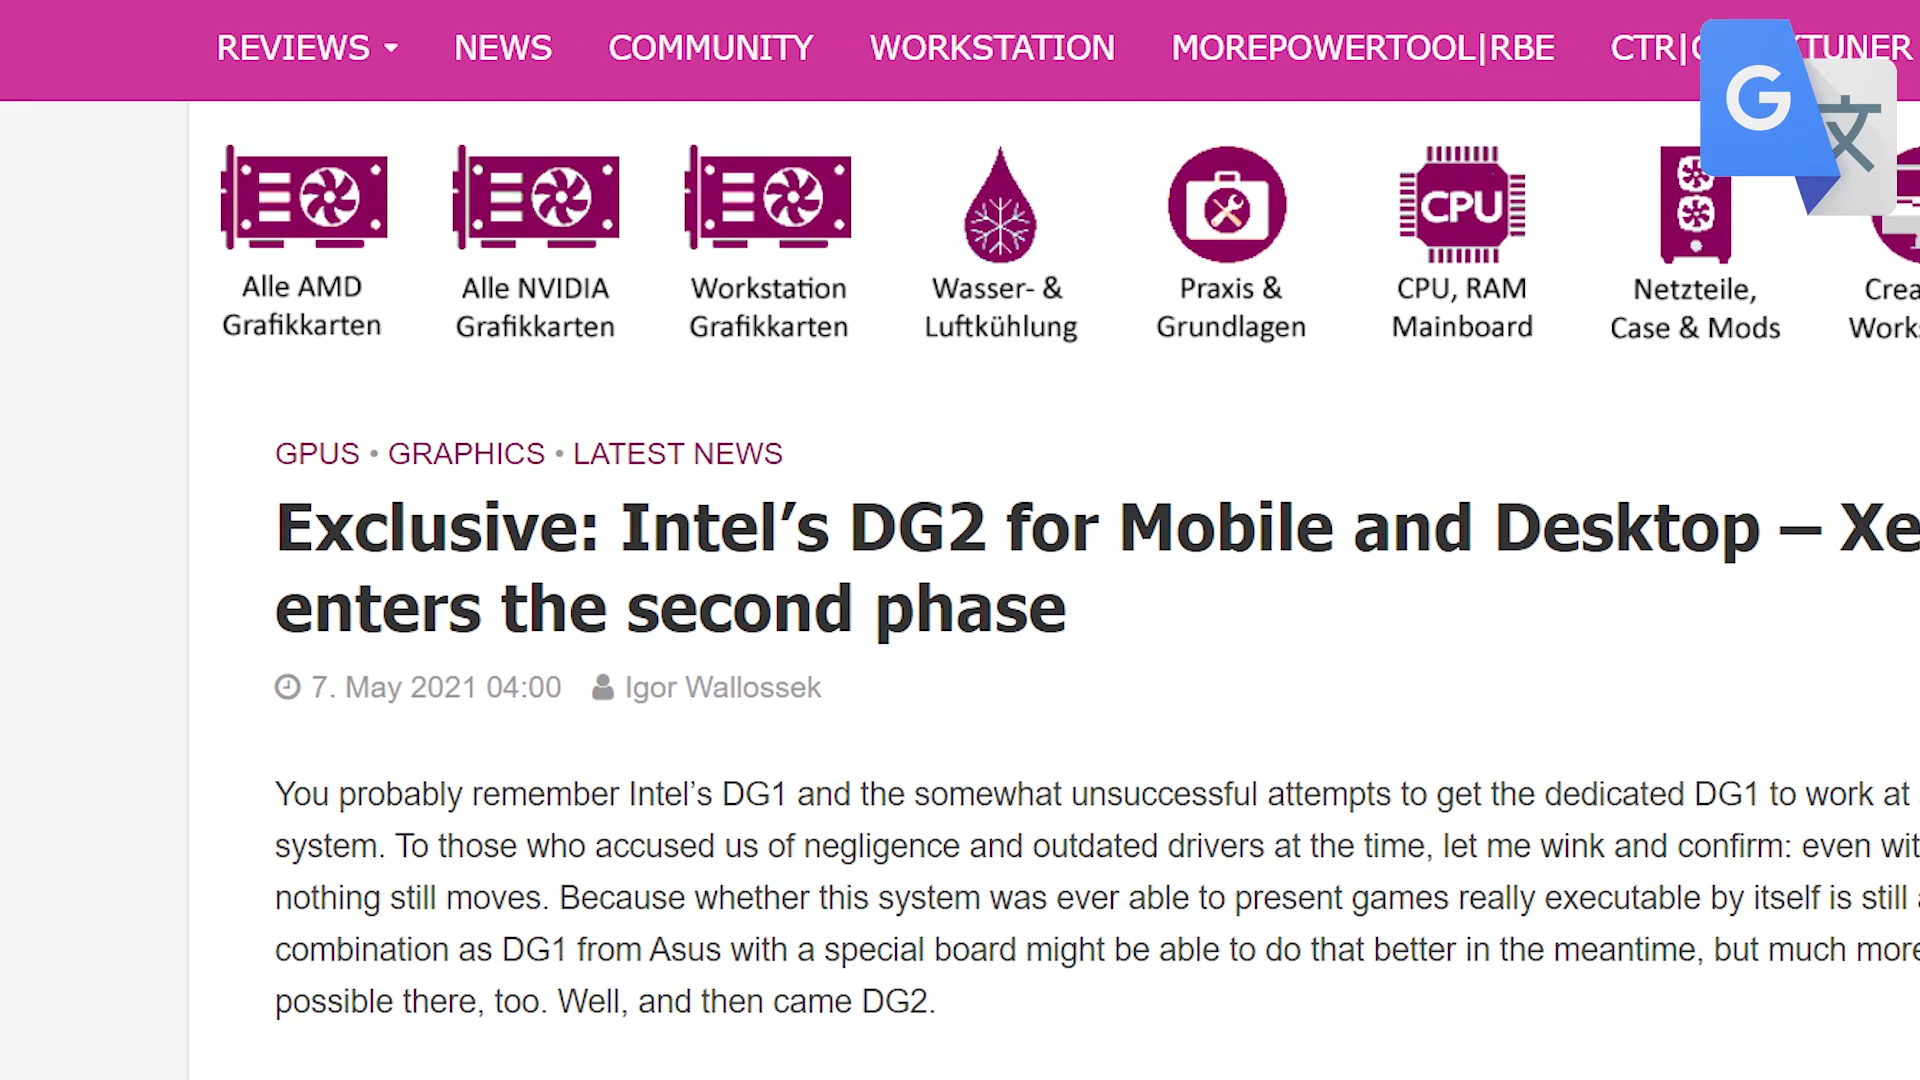 REVIEWS NEWS COMMUNITY WORKSTATION MOREPOWERTOOL|RBE CTR|C TUNER
G 文
CPU
Alle AMD
Grafikkarten
Alle NVIDIA
Grafikkarten
Workstation
Grafikkarten
Wasser- &
Luftkühlung
Praxis &
Grundlagen
CPU, RAM
Mainboard
Netzteile,
Case & Mods
Crea
Works
GPUS • GRAPHICS • LATEST NEWS
Exclusive: Intel’s DG2 for Mobile and Desktop – Xe
enters the second phase
7. May 2021 04:00 Igor Wallossek
You probably remember Intel’s DG1 and the somewhat unsuccessful attempts to get the dedicated DG1 to work at
system. To those who accused us of negligence and outdated drivers at the time, let me wink and confirm: even wit
nothing still moves. Because whether this system was ever able to present games really executable by itself is still
combination as DG1 from Asus with a special board might be able to do that better in the meantime, but much more
possible there, too. Well, and then came DG2.